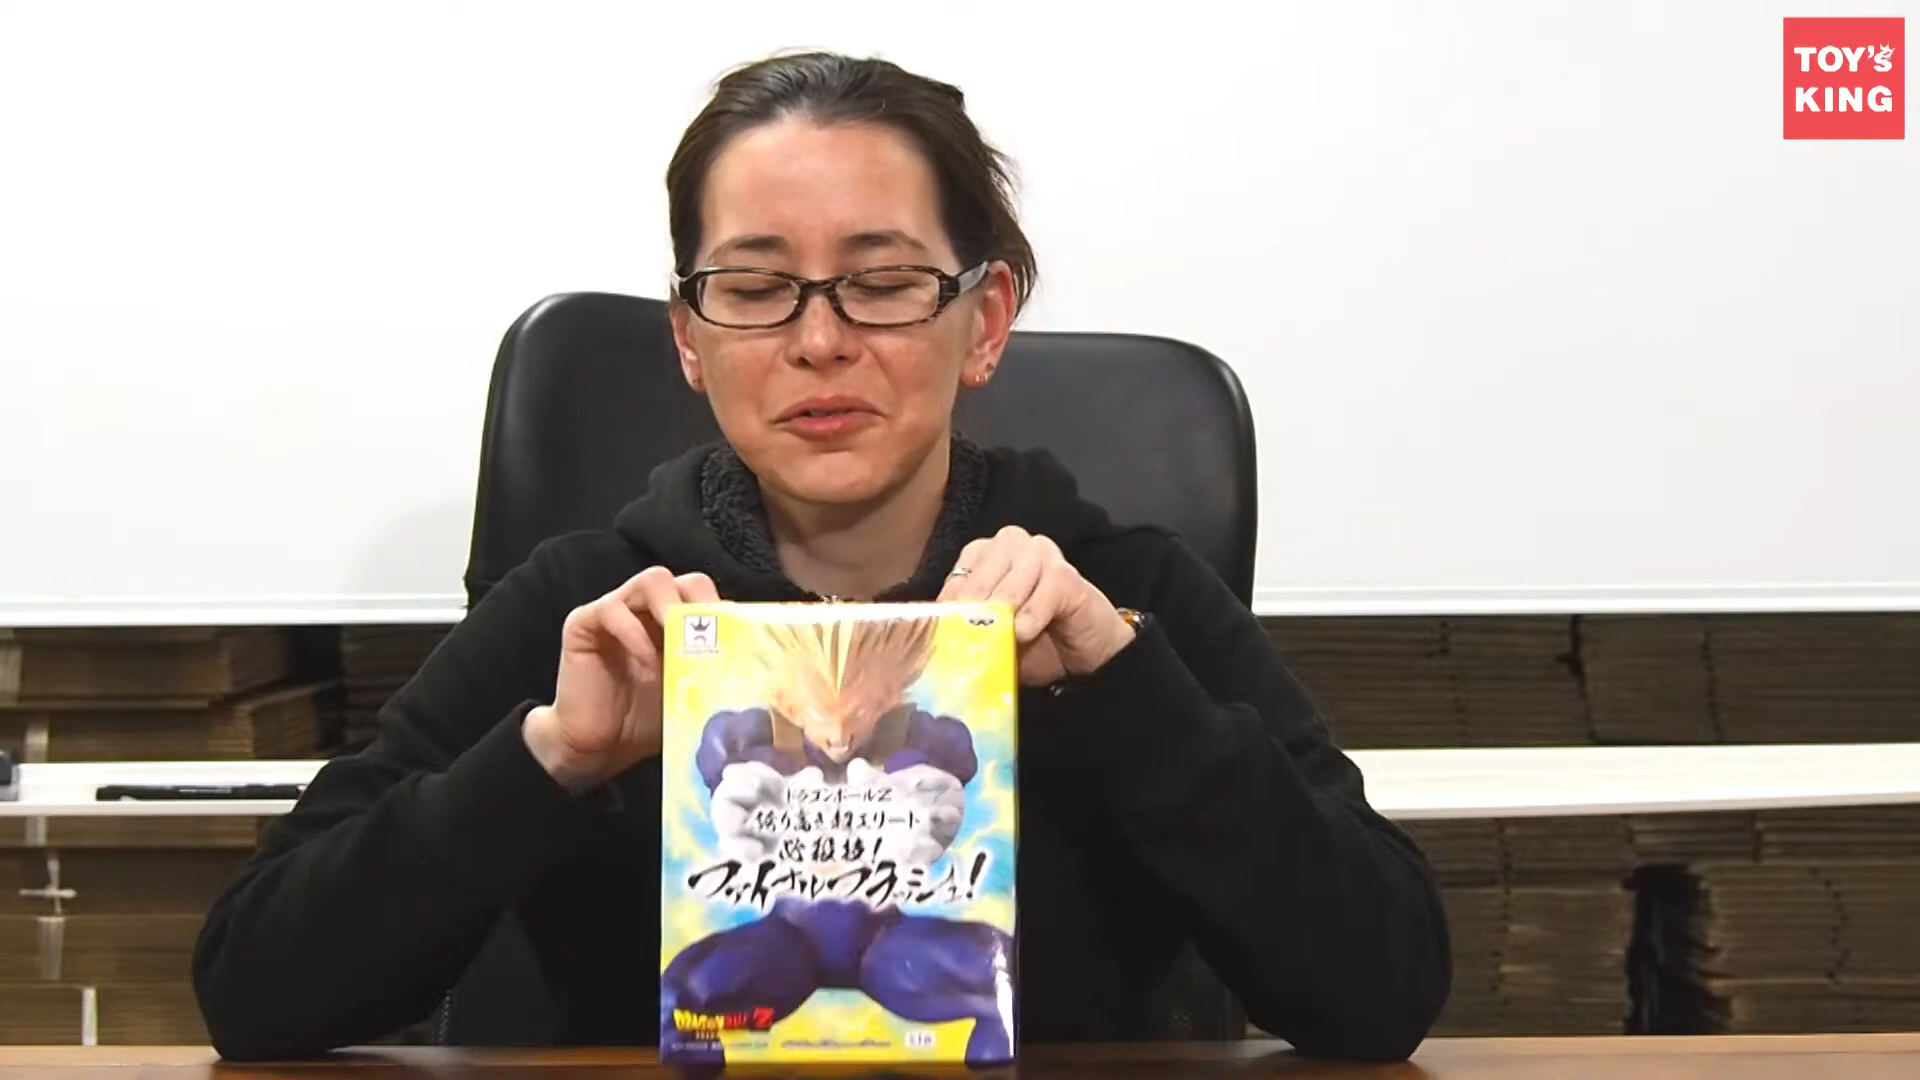 TOY'S
KING
ドラゴンボールZ
誇り高き超エリート
必殺技!
ファイナルフラッシュ!
DRAGONBALL Z